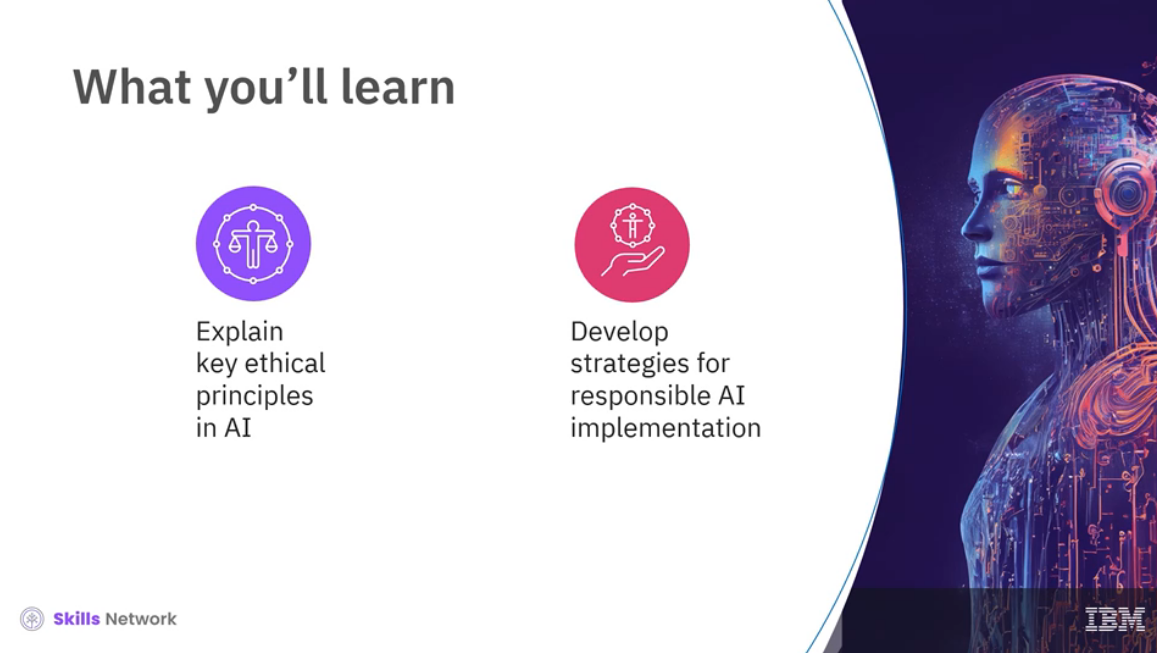 What you’ll learn
Explain
key ethical
principles
in AI
Develop
strategies for
responsible AI
implementation
Skills Network
IBM